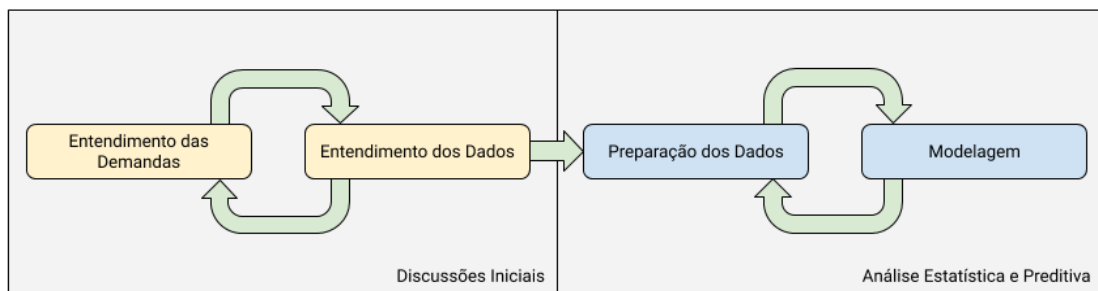 Entendimento das
Demandas
Entendimento dos Dados
Preparação dos Dados
Modelagem
Discussões Iniciais
Análise Estatística e Preditiva